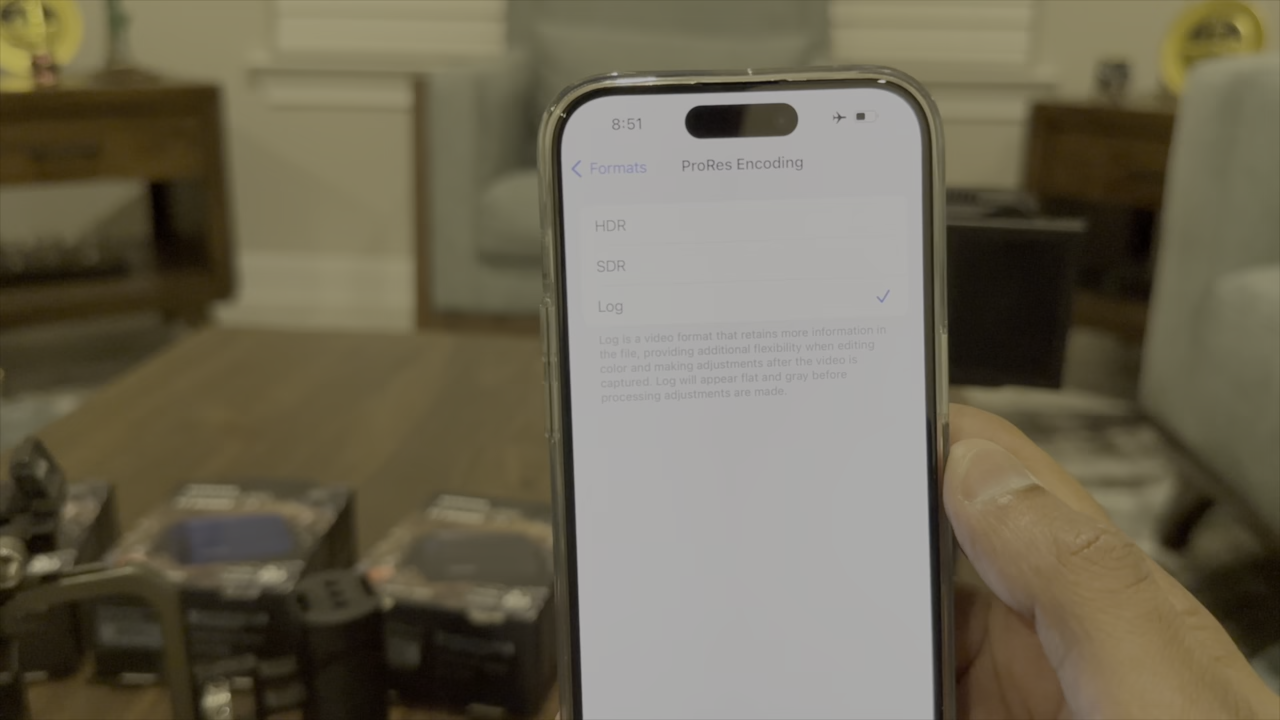 8:51
Formats
ProRes Encoding
HDR
SDR
Log
Log is a video format that retains more information in
the file, providing additional flexibility when editing
color and making adjustments after the video is
captured. Log will appear flat and gray before
processing adjustments are made.